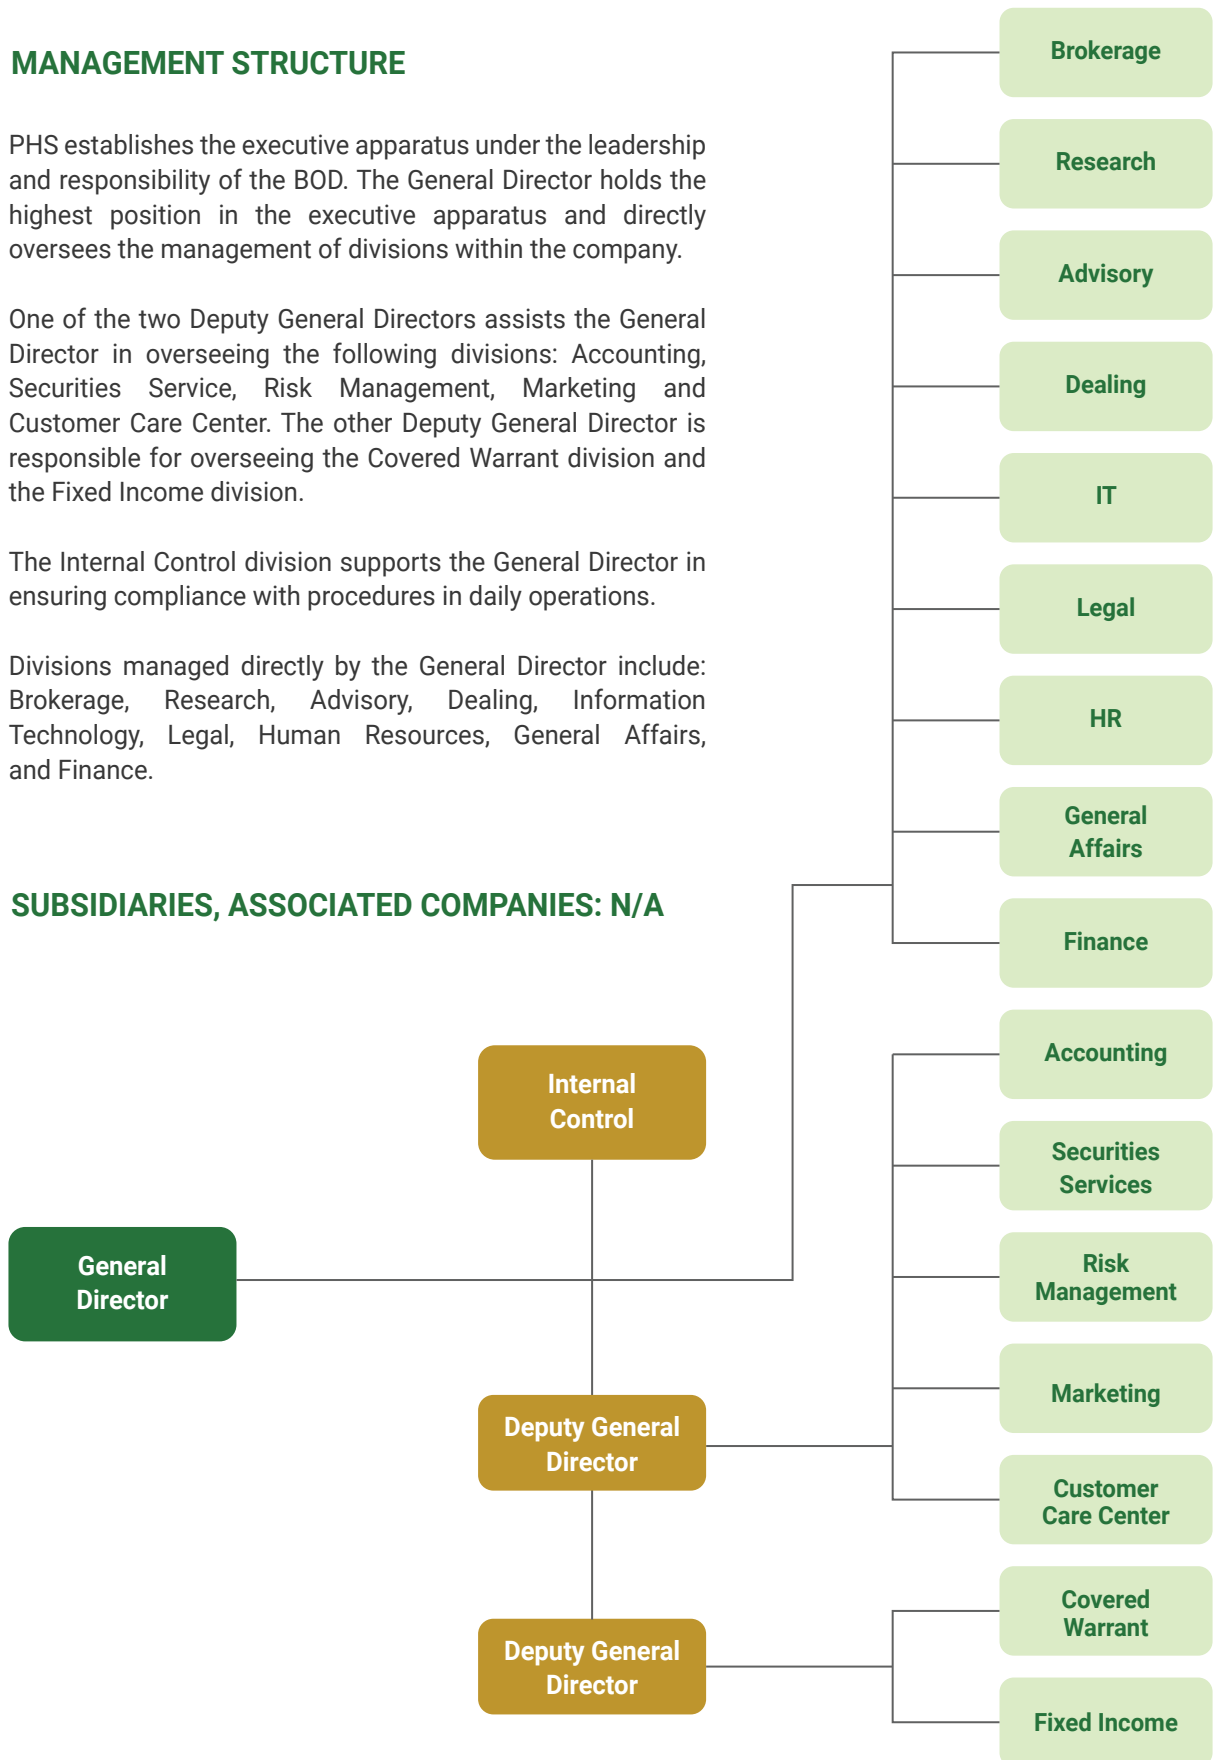 MANAGEMENT STRUCTURE
PHS establishes the executive apparatus under the leadership
and responsibility of the BOD. The General Director holds the
highest position in the executive apparatus and directly
oversees the management of divisions within the company.
One of the two Deputy General Directors assists the General
Director in overseeing the following divisions: Accounting,
Securities Service, Risk Management, Marketing and
Customer Care Center. The other Deputy General Director is
responsible for overseeing the Covered Warrant division and
the Fixed Income division.
The Internal Control division supports the General Director in
ensuring compliance with procedures in daily operations.
Divisions managed directly by the General Director include:
Brokerage, Research, Advisory, Dealing, Information
Technology, Legal, Human Resources, General Affairs,
and Finance.
SUBSIDIARIES, ASSOCIATED COMPANIES: N/A
General
Director
Internal
Control
Deputy General
Director
Deputy General
Director
Brokerage
Research
Advisory
Dealing
IT
Legal
HR
General
Affairs
Finance
Accounting
Securities
Services
Risk
Management
Marketing
Customer
Care Center
Covered
Warrant
Fixed Income